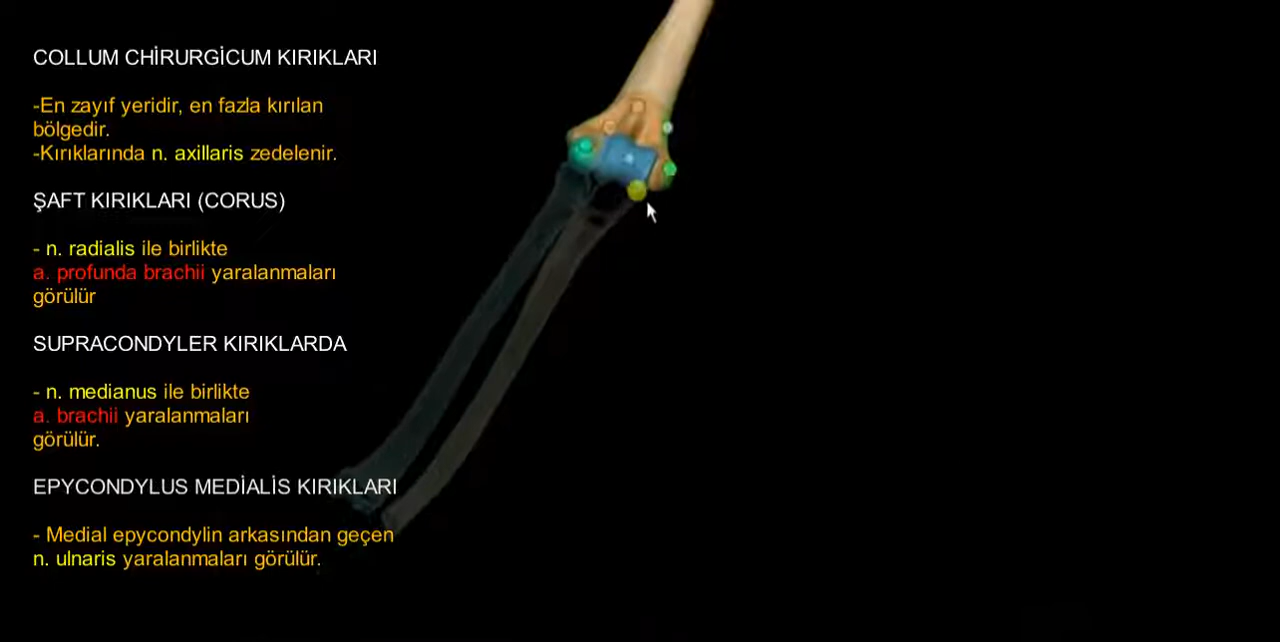 COLLUM CHİRURGİCUM KIRIKLARI
-En zayıf yeridir, en fazla kırılan
bölgedir.
-Kırıklarında n. axillaris zedelenir.
ŞAFT KIRIKLARI (CORUS)
- n. radialis ile birlikte
a. profunda brachii yaralanmaları
görülür
SUPRACONDYLER KIRIKLARDA
- n. medianus ile birlikte
a. brachii yaralanmaları
görülür.
EPYCONDYLUS MEDİALİS KIRIKLARI
- Medial epycondylin arkasından geçen
n. ulnaris yaralanmaları görülür.